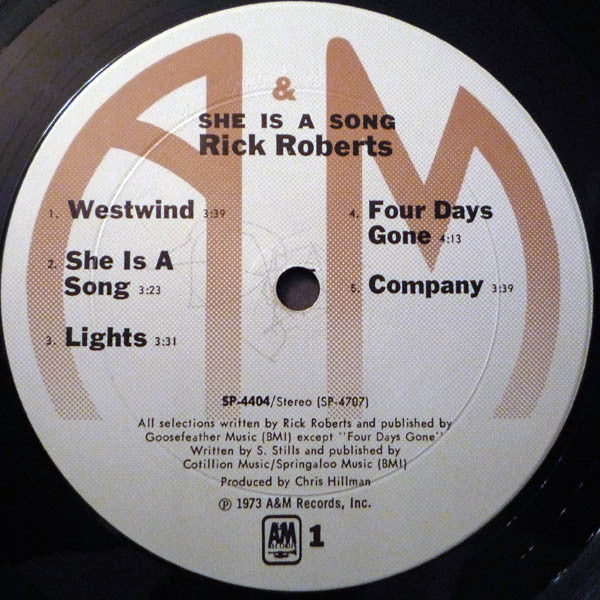 &
SHE IS A SONG
Rick Roberts
1. Westwind 3:39
2. She Is A
Song 3:23
3. Lights 3:31
4. Four Days
Gone 4:13
5. Company 3:39
SP-4404/Stereo (SP-4707)
All selections written by Rick Roberts and published by
Goosefeather Music (BMI) except "Four Days Gone"
Written by S. Stills and published by
Cotillion Music/Springaloo Music (BMI)
Produced by Chris Hillman
℗ 1973 A&M Records, Inc.
A&M
RECORDS
1